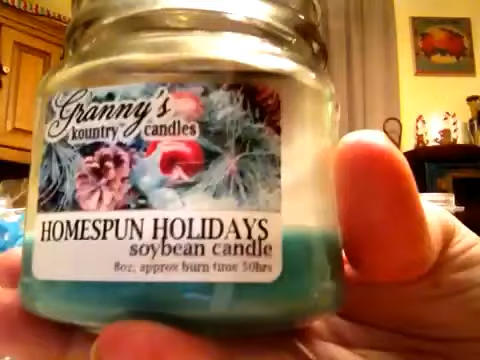 Granny's
kountry candles
HOMESPUN HOLIDAYS
soybean candle
8oz. approx burn time 50hrs